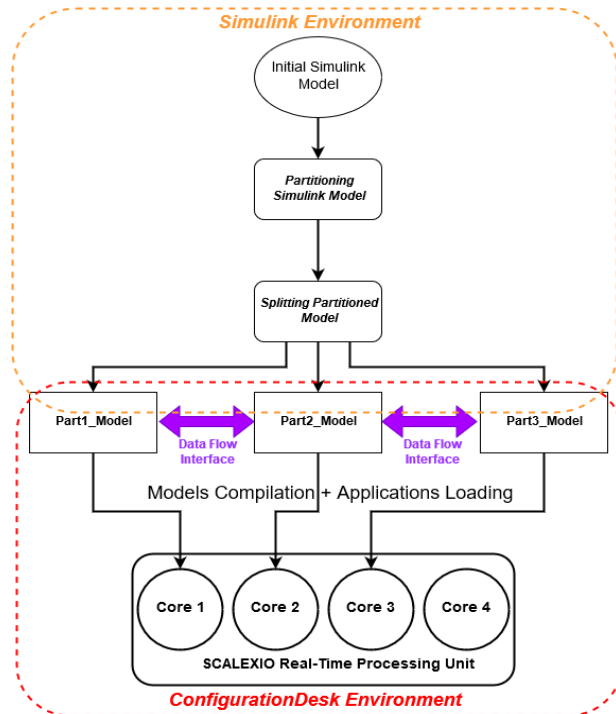 Simulink Environment
Initial Simulink
Model
Partitioning
Simulink Model
Splitting Partitioned
Model
Part1_Model
Part2_Model
Part3_Model
Data Flow
Interface
Data Flow
Interface
Models Compilation + Applications Loading
Core 1
Core 2
Core 3
Core 4
SCALEXIO Real-Time Processing Unit
ConfigurationDesk Environment